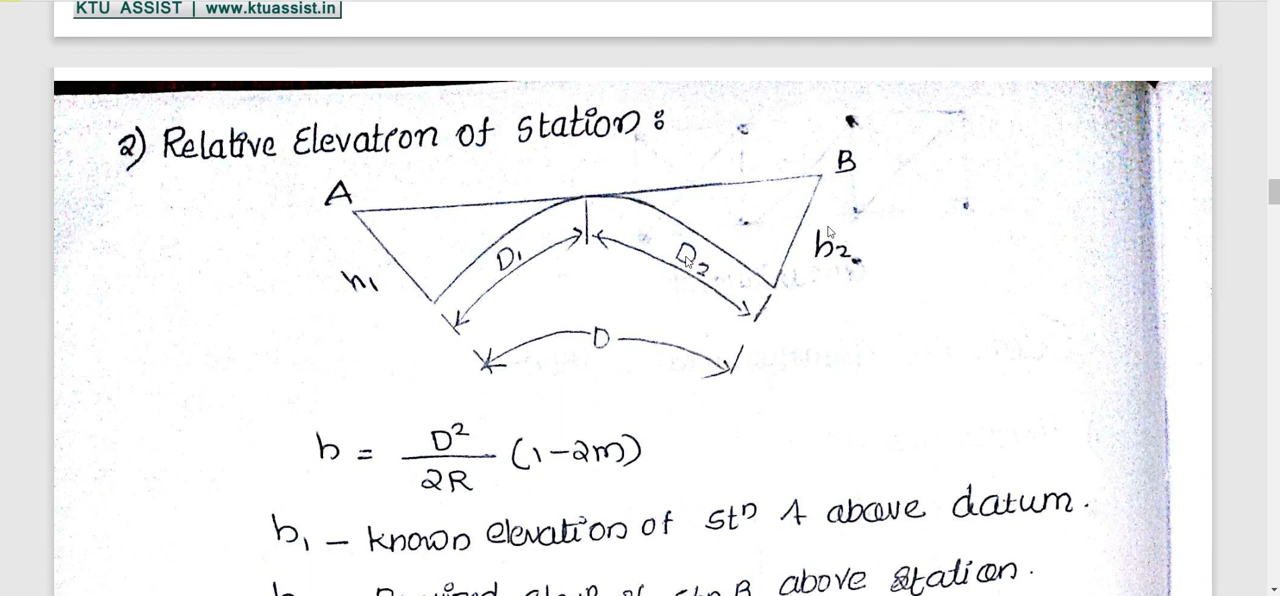 KTU ASSIST | www.ktuassist.in
2) Relative Elevation of Station :
A
B
h1
D1
D2
h2
D
h = D²/2R (1-2m)
h1 - known elevation of stn A above datum.
above station.